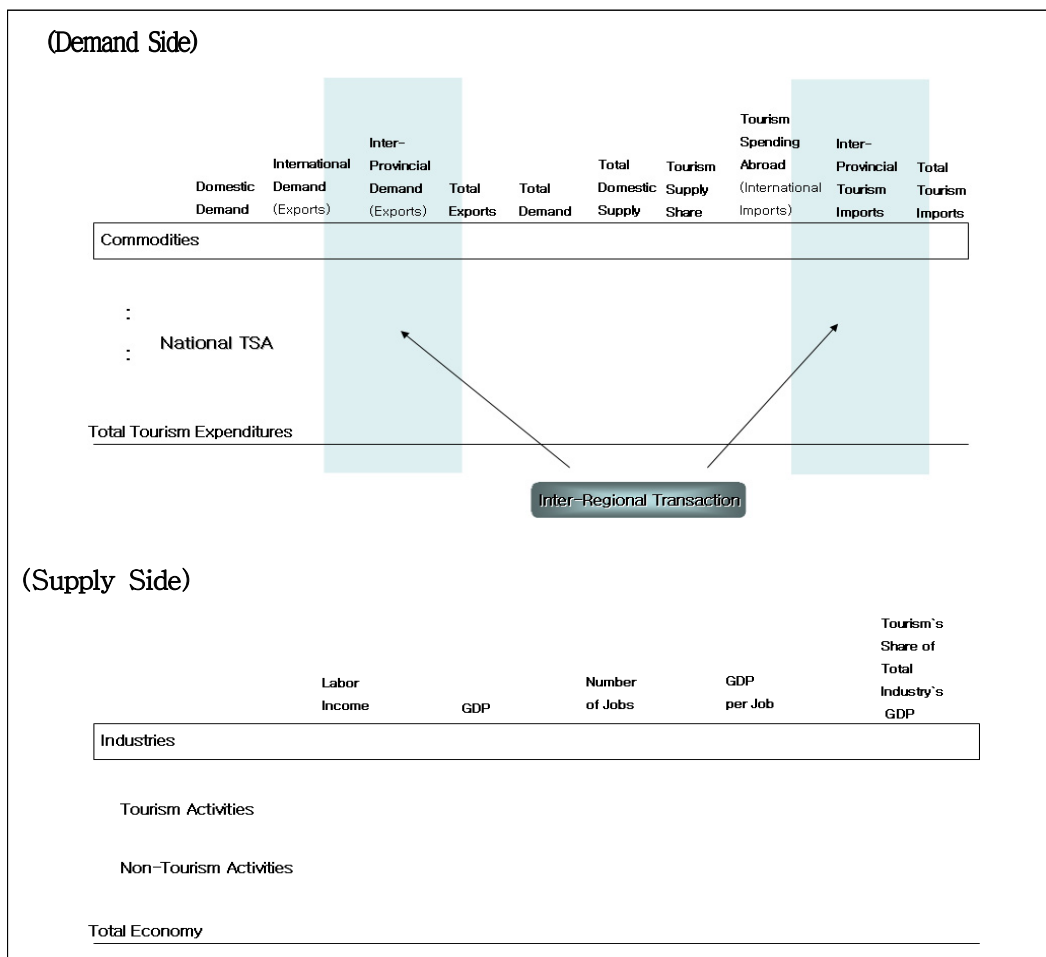 (Demand Side)
Domestic
Demand
International
Demand
(Exports)
Inter-
Provincial
Demand
(Exports)
Total
Exports
Total
Demand
Total
Domestic
Supply
Tourism
Supply
Share
Tourism
Spending
Abroad
(International
Imports)
Inter-
Provincial
Tourism
Imports
Total
Tourism
Imports
Commodities
:
: National TSA
Total Tourism Expenditures
Inter-Regional Transaction
(Supply Side)
Labor
Income
GDP
Number
of Jobs
GDP
per Job
Tourism`s
Share of
Total
Industry`s
GDP
Industries
Tourism Activities
Non-Tourism Activities
Total Economy